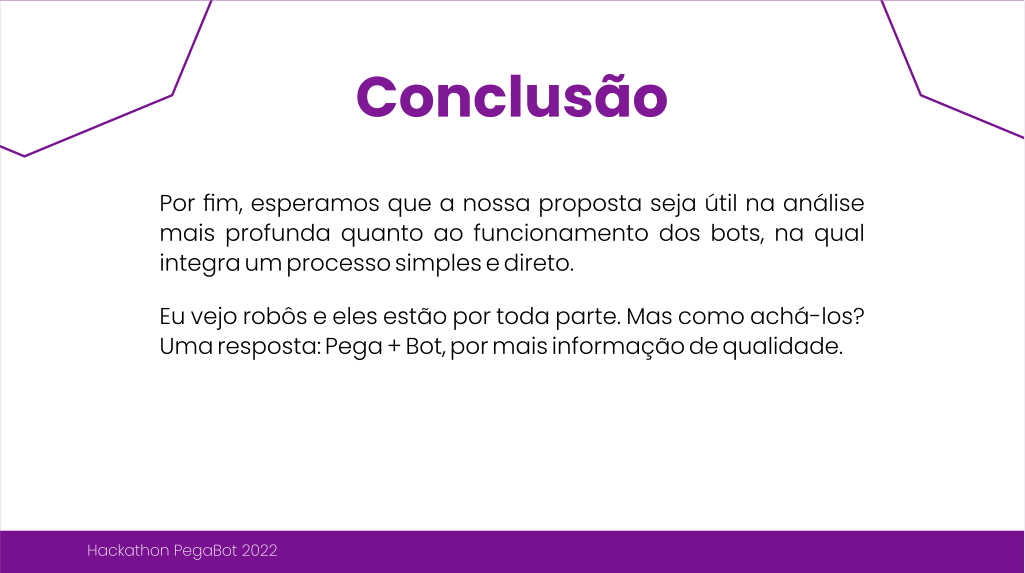 Conclusão
Por fim, esperamos que a nossa proposta seja útil na análise
mais profunda quanto ao funcionamento dos bots, na qual
integra um processo simples e direto.
Eu vejo robôs e eles estão por toda parte. Mas como achá-los?
Uma resposta: Pega + Bot, por mais informação de qualidade.
Hackathon PegaBot 2022